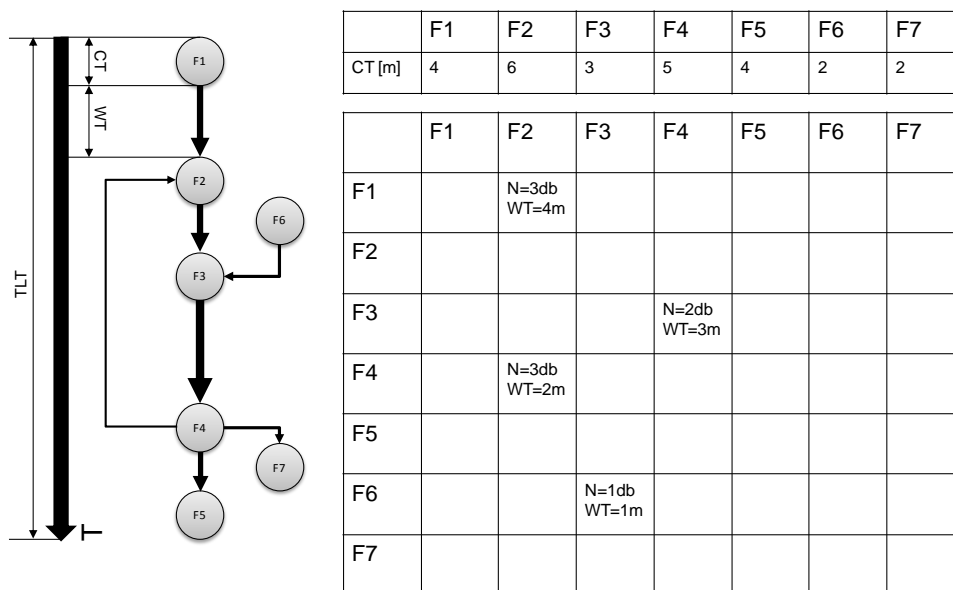 CT
WT
TLT
T
F1
F2
F6
F3
F4
F7
F5
F1 F2 F3 F4 F5 F6 F7
CT [m] 4 6 3 5 4 2 2
F1 F2 F3 F4 F5 F6 F7
F1 N=3db
WT=4m
F2
F3 N=2db
WT=3m
F4 N=3db
WT=2m
F5
F6 N=1db
WT=1m
F7